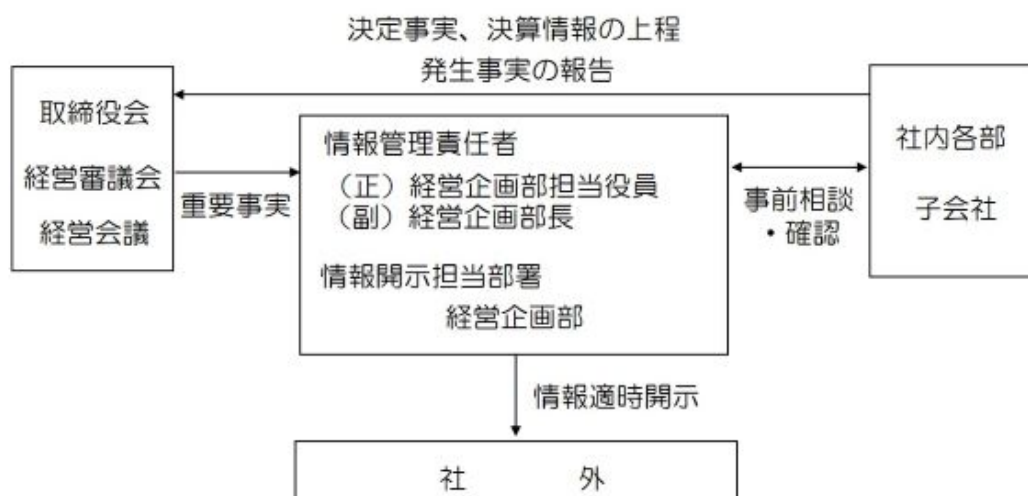 決定事実、決算情報の上程
発生事実の報告
取締役会
経営審議会
経営会議
重要事実
情報管理責任者
（正）経営企画部担当役員
（副）経営企画部長
情報開示担当部署
経営企画部
事前相談
・確認
社内各部
子会社
情報適時開示
社　　　外